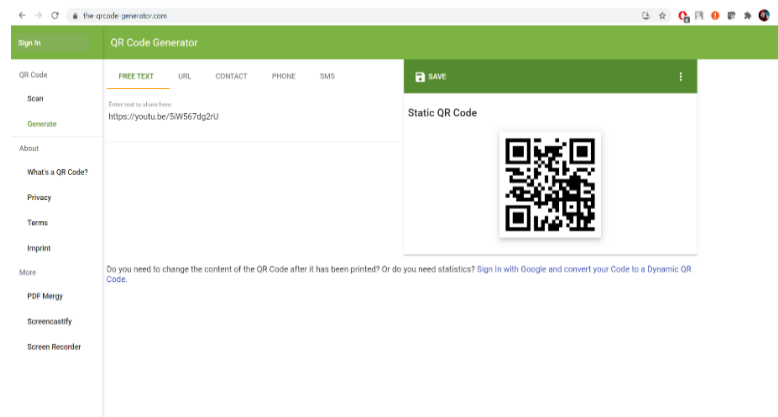 the-qrcode-generator.com
Sign In
QR Code Generator
QR Code
Scan
Generate
About
What's a QR Code?
Privacy
Terms
Imprint
More
PDF Mergy
Screencastify
Screen Recorder
FREE TEXT URL CONTACT PHONE SMS
Enter text to share here
https://youtu.be/5iW567dg2rU
SAVE
Static QR Code
Do you need to change the content of the QR Code after it has been printed? Or do you need statistics? Sign In with Google and convert your Code to a Dynamic QR
Code.